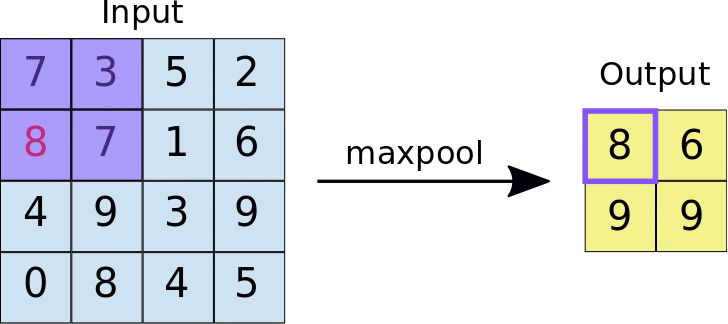 Input
7 3 5 2
8 7 1 6
4 9 3 9
0 8 4 5
maxpool
Output
8 6
9 9